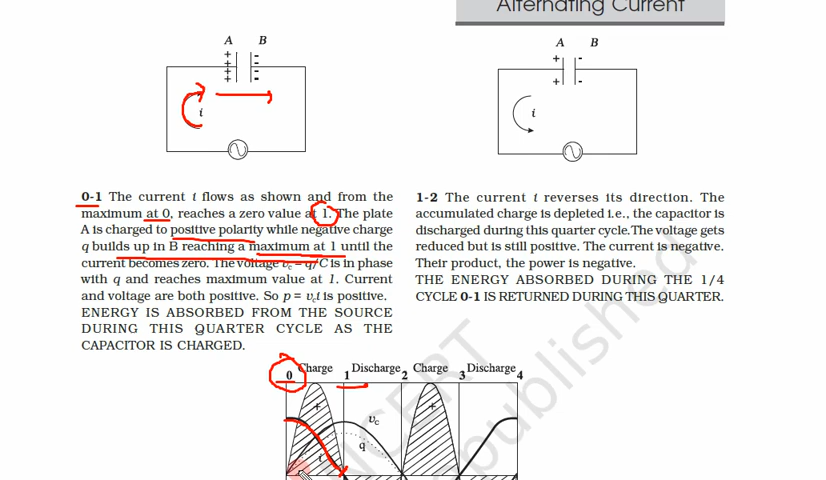 Alternating Current
A B
+ -
+ -
+ -
+ -
i
A B
+ -
+ -
i
0-1 The current i flows as shown and from the
maximum at 0, reaches a zero value at 1. The plate
A is charged to positive polarity while negative charge
q builds up in B reaching a maximum at 1 until the
current becomes zero. The voltage vc = q/C is in phase
with q and reaches maximum value at 1. Current
and voltage are both positive. So p = vci is positive.
ENERGY IS ABSORBED FROM THE SOURCE
DURING THIS QUARTER CYCLE AS THE
CAPACITOR IS CHARGED.
1-2 The current i reverses its direction. The
accumulated charge is depleted i.e., the capacitor is
discharged during this quarter cycle.The voltage gets
reduced but is still positive. The current is negative.
Their product, the power is negative.
THE ENERGY ABSORBED DURING THE 1/4
CYCLE 0-1 IS RETURNED DURING THIS QUARTER.
Charge Discharge Charge Discharge
0 1 2 3 4
+ +
vc
q
i
NCERT
published